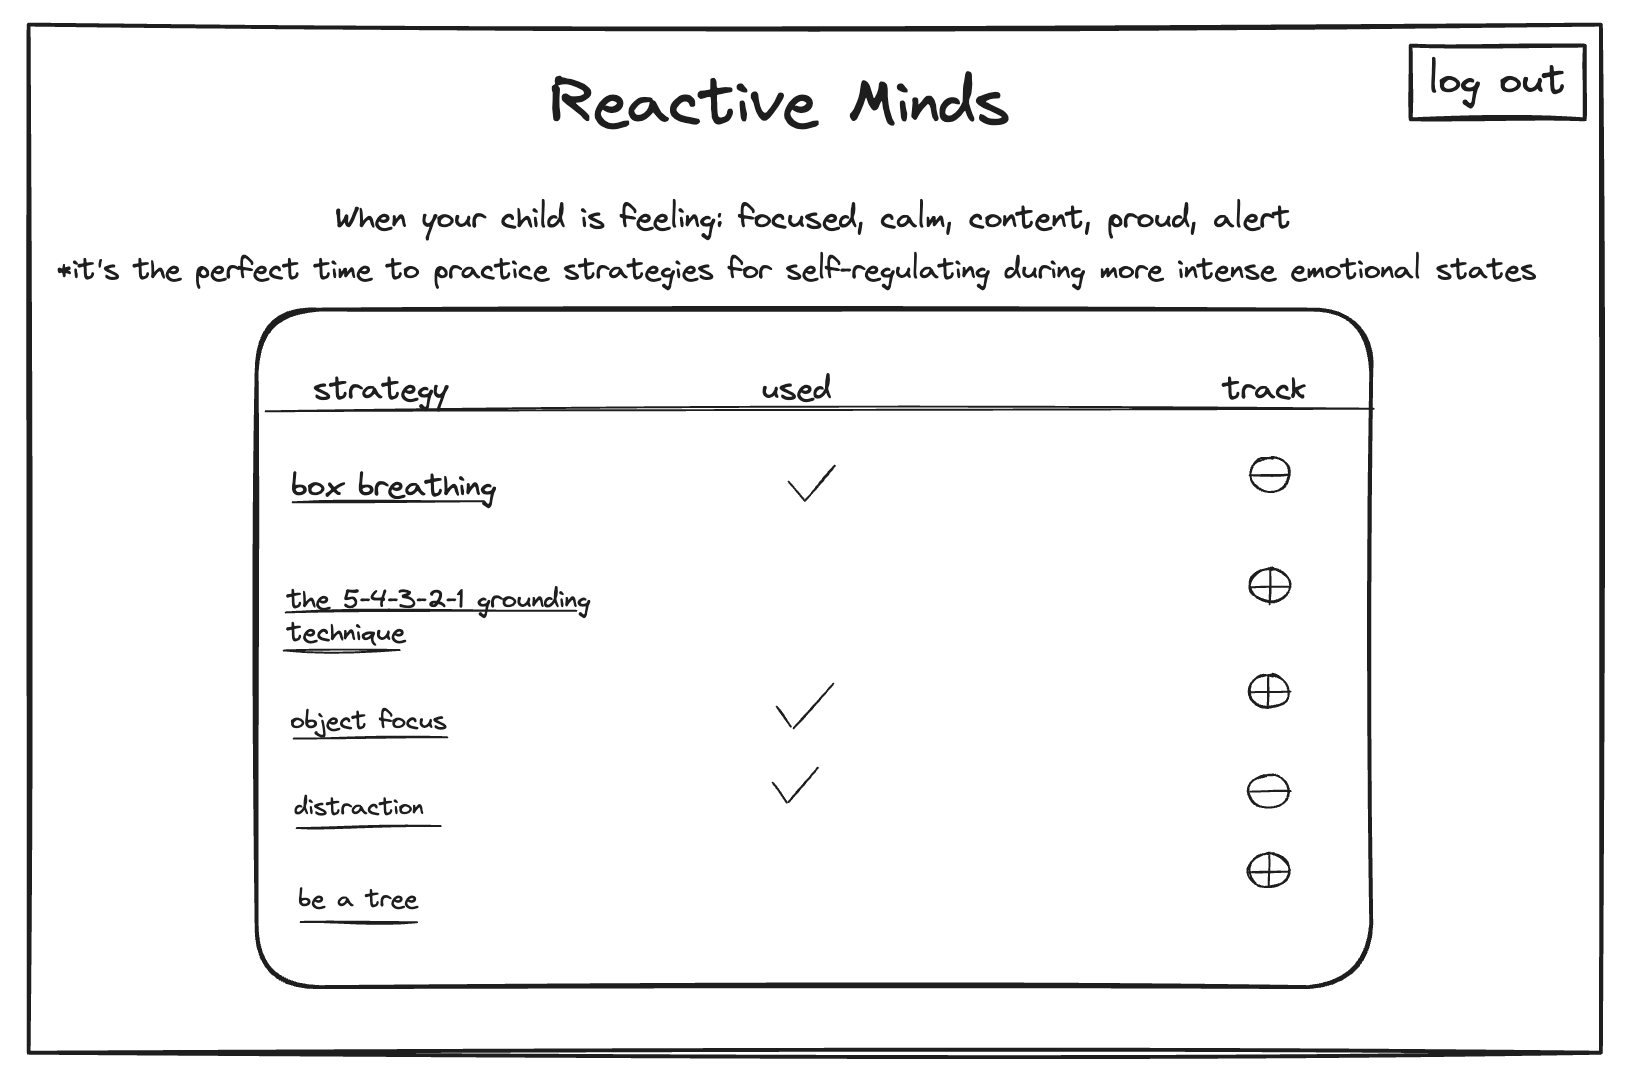 Reactive Minds
log out
When your child is feeling: focused, calm, content, proud, alert
*it's the perfect time to practice strategies for self-regulating during more intense emotional states
strategy used track
box breathing
the 5-4-3-2-1 grounding
technique
object focus
distraction
be a tree